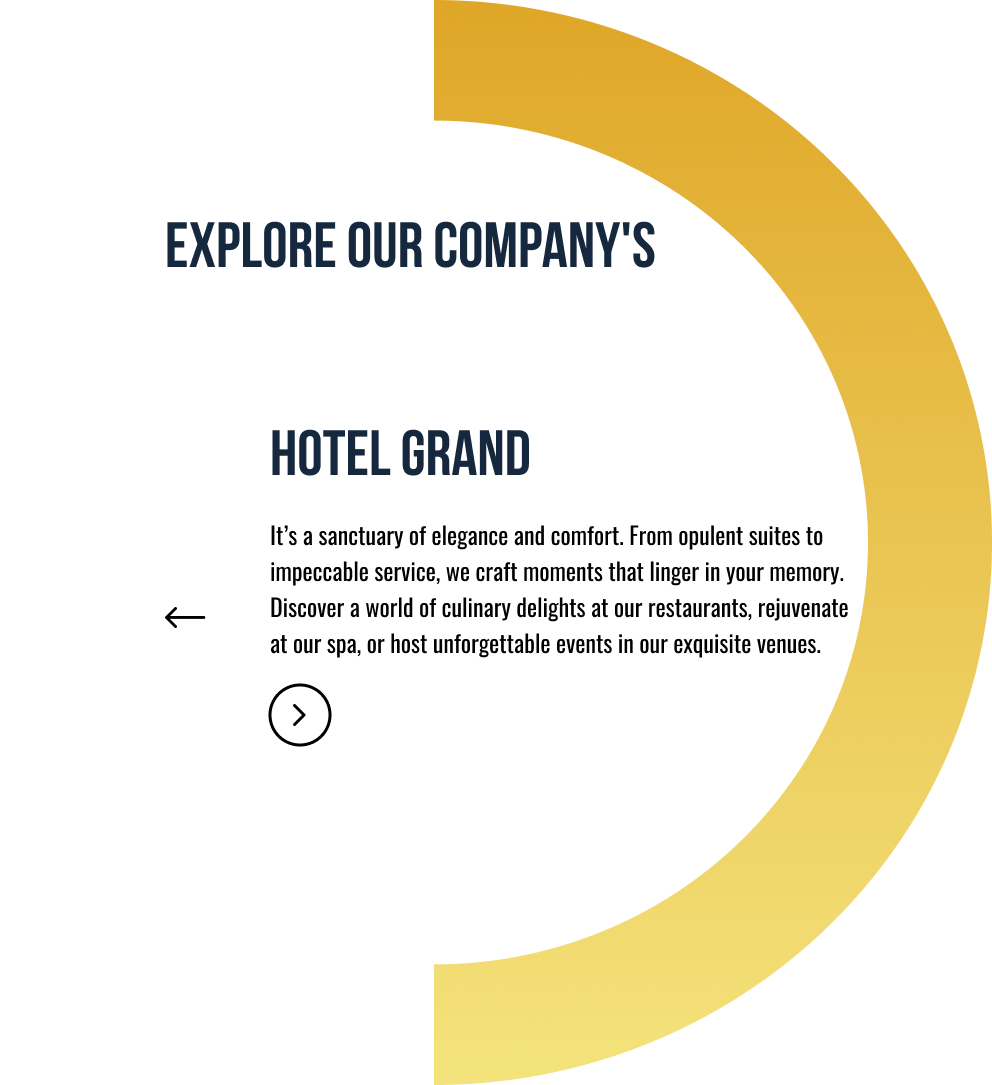 EXPLORE OUR COMPANY'S
HOTEL GRAND
It’s a sanctuary of elegance and comfort. From opulent suites to
impeccable service, we craft moments that linger in your memory.
Discover a world of culinary delights at our restaurants, rejuvenate
at our spa, or host unforgettable events in our exquisite venues.